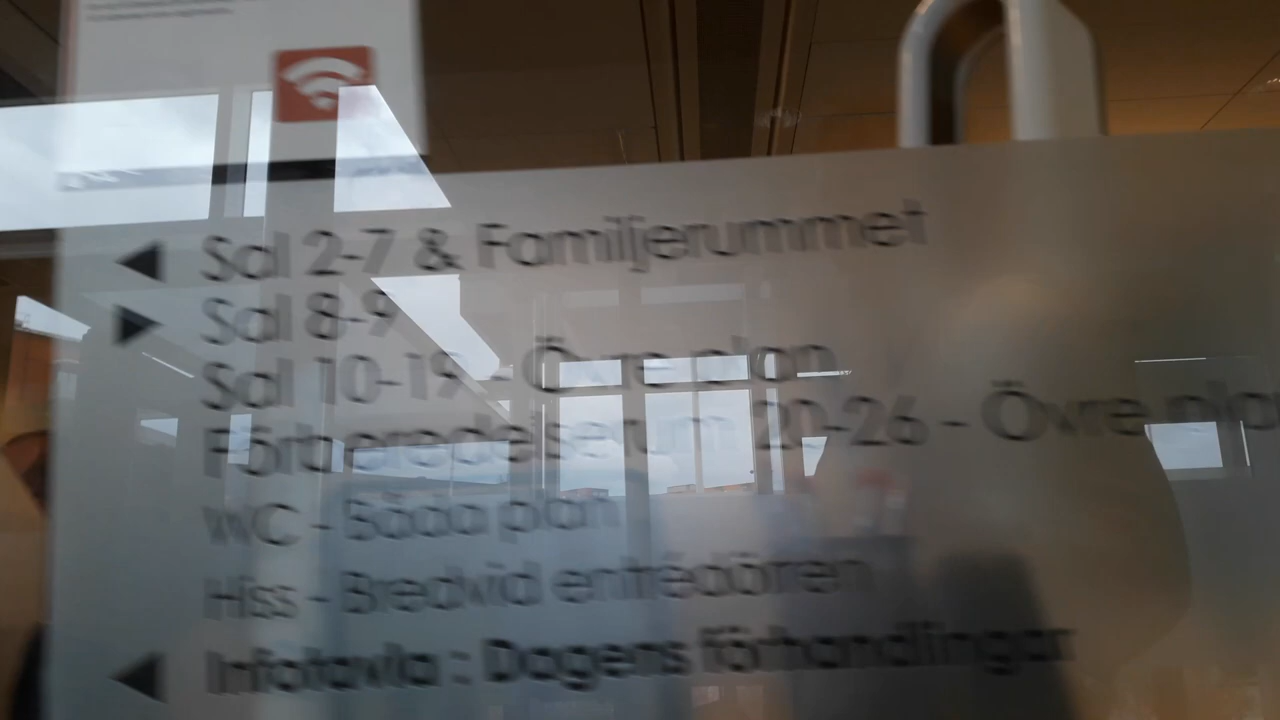 Sal 2-7 & Familjerummet
Sal 8-9
Sal 10-19 - Övre plan
Förberedelserum 20-26 - Övre plan
WC - Båda plan
Hiss - Bredvid entrédörren
Infotavla : Dagens förhandlingar